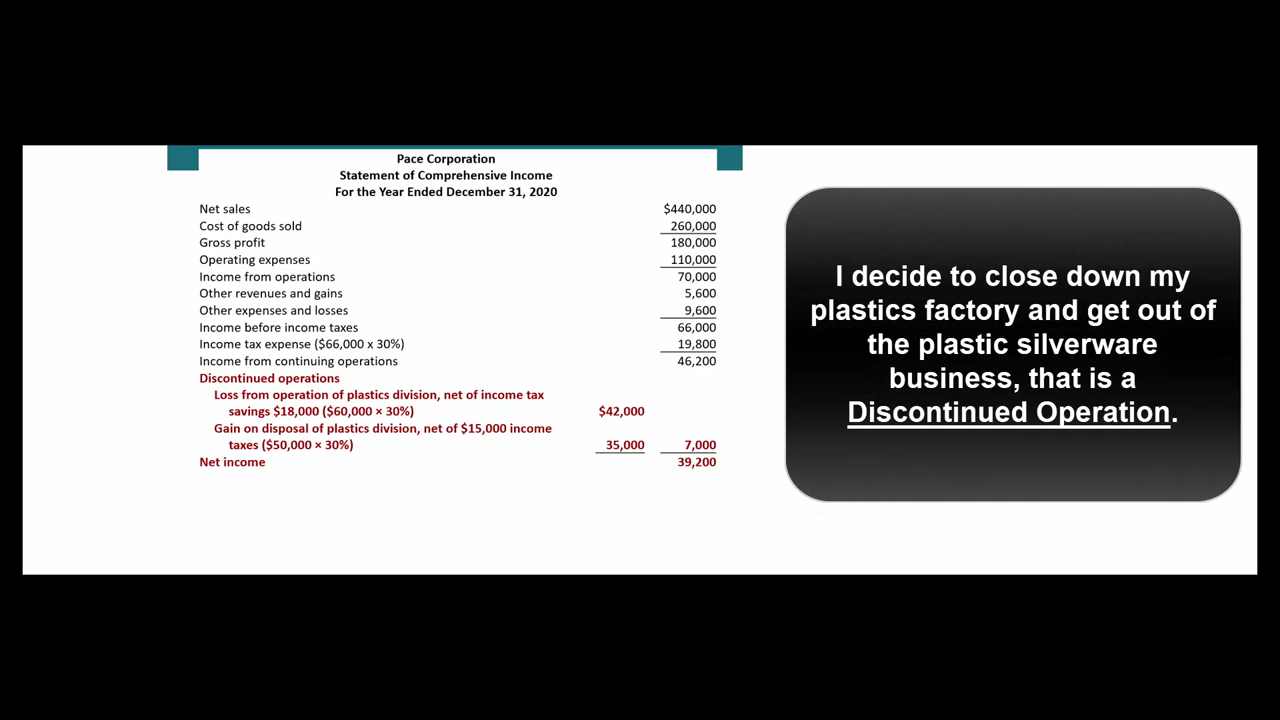 Pace Corporation
Statement of Comprehensive Income
For the Year Ended December 31, 2020
Net sales $440,000
Cost of goods sold 260,000
Gross profit 180,000
Operating expenses 110,000
Income from operations 70,000
Other revenues and gains 5,600
Other expenses and losses 9,600
Income before income taxes 66,000
Income tax expense ($66,000 x 30%) 19,800
Income from continuing operations 46,200
Discontinued operations
Loss from operation of plastics division, net of income tax
savings $18,000 ($60,000 × 30%) $42,000
Gain on disposal of plastics division, net of $15,000 income
taxes ($50,000 × 30%) 35,000 7,000
Net income 39,200
I decide to close down my
plastics factory and get out of
the plastic silverware
business, that is a
Discontinued Operation.